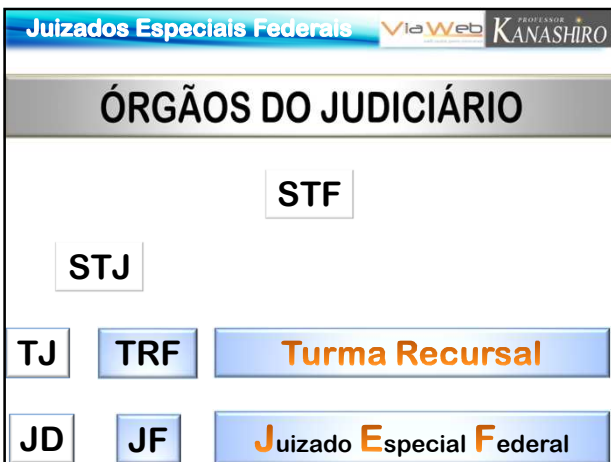 Juizados Especiais Federais ViaWeb PROFESSOR KANASHIRO
ÓRGÃOS DO JUDICIÁRIO
STF
STJ
TJ TRF Turma Recursal
JD JF Juizado Especial Federal